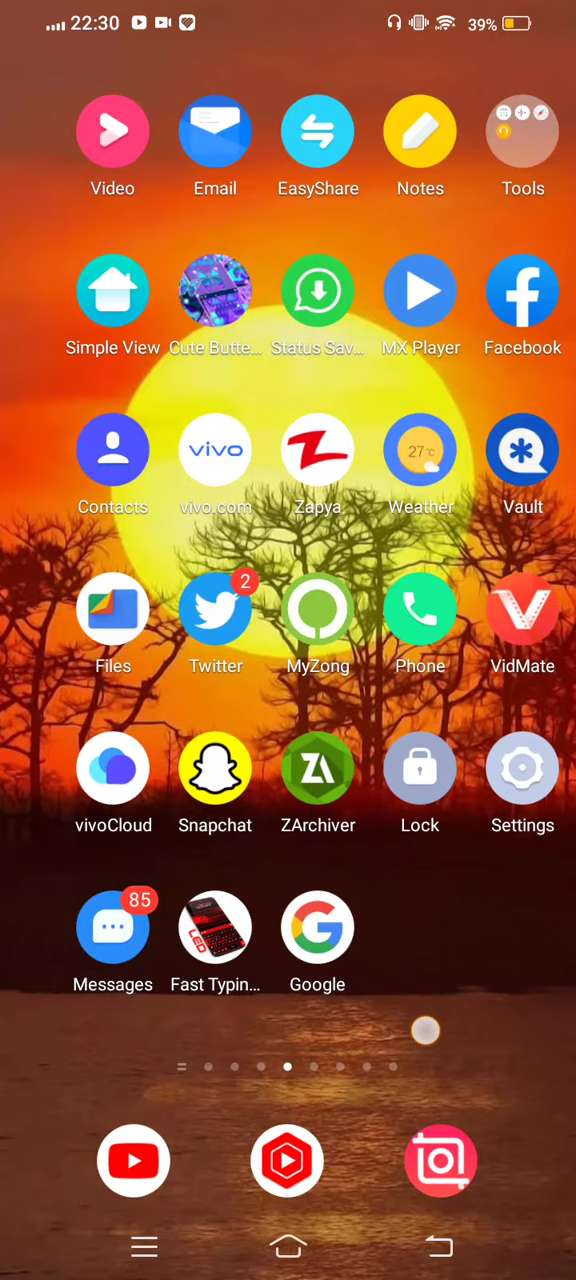 22:30 39%
Video Email EasyShare Notes Tools
Simple View Cute Butte... Status Sav... MX Player Facebook
27°C
vivo
Contacts vivo.com Zapya Weather Vault
2
Files Twitter MyZong Phone VidMate
ZA
vivoCloud Snapchat ZArchiver Lock Settings
85
LED
Messages Fast Typin... Google